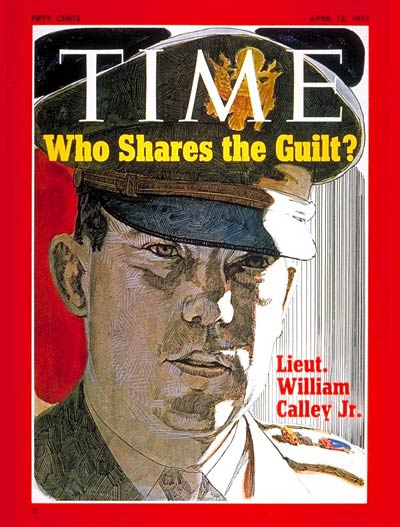 FIFTY CENTS
APRIL 12, 1971
TIME
Who Shares the Guilt?
Lieut.
William
Calley Jr.